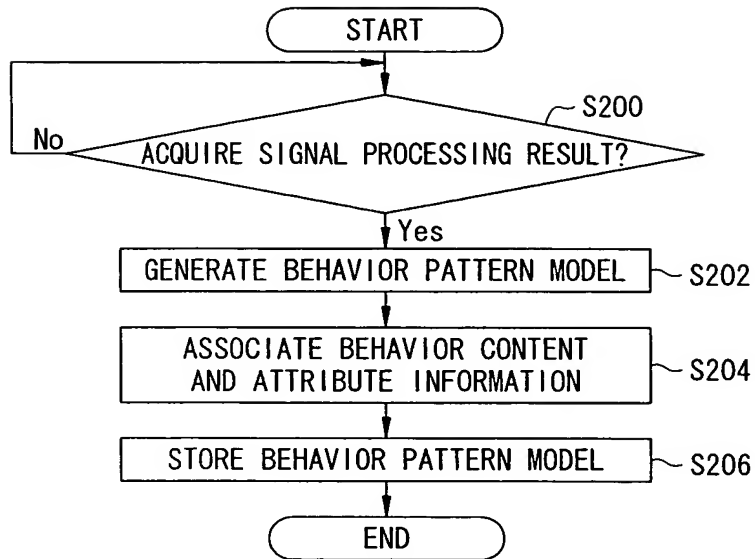 START
S200
No
ACQUIRE SIGNAL PROCESSING RESULT?
Yes
GENERATE BEHAVIOR PATTERN MODEL
S202
ASSOCIATE BEHAVIOR CONTENT
AND ATTRIBUTE INFORMATION
S204
STORE BEHAVIOR PATTERN MODEL
S206
END